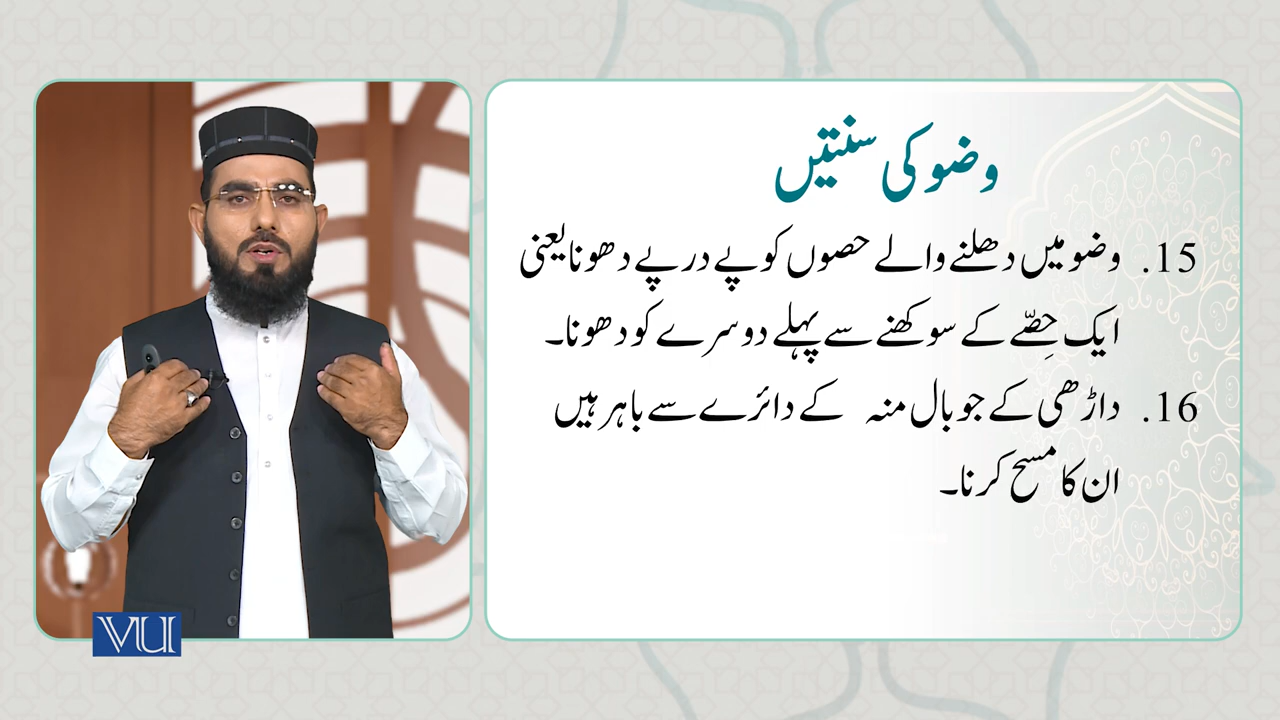 وضو کی سنتیں
15. وضو میں دھلنے والے حصوں کو پے در پے دھونا یعنی
ایک حِصّے کے سوکھنے سے پہلے دوسرے کو دھونا۔
16. داڑھی کے جو بال منہ کے دائرے سے باہر ہیں
ان کا مسح کرنا۔
VU